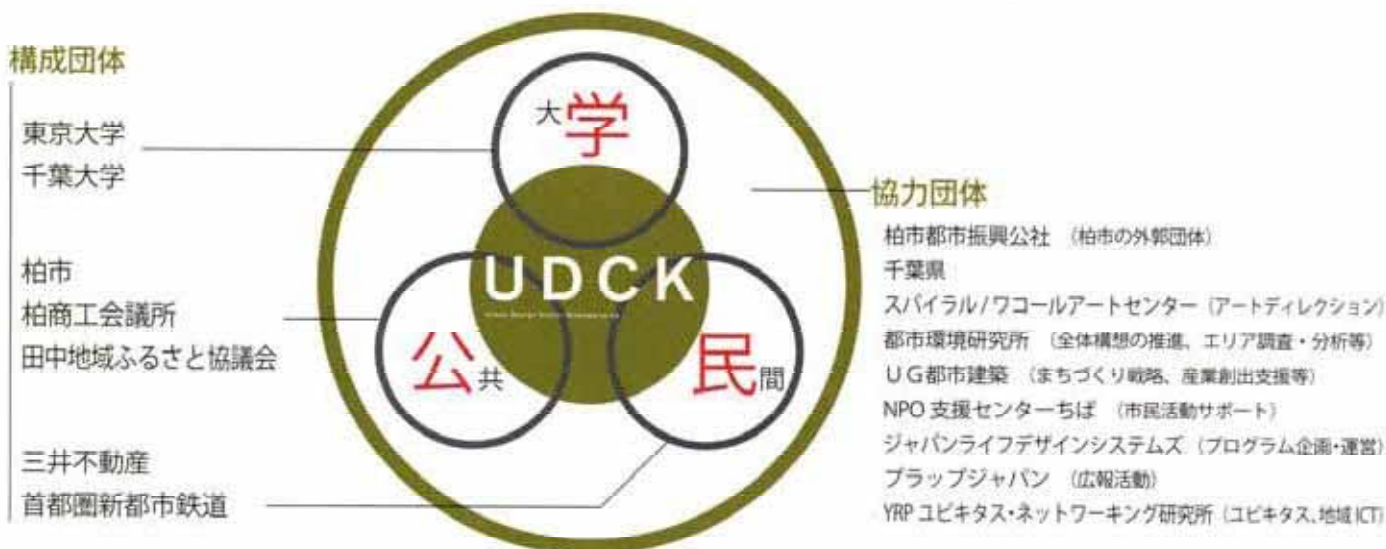 構成団体
東京大学
千葉大学
柏市
柏商工会議所
田中地域ふるさと協議会
三井不動産
首都圏新都市鉄道
大学
UDCK
公共
民間
協力団体
柏市都市振興公社 (柏市の外郭団体)
千葉県
スパイラル/ワコールアートセンター (アートディレクション)
都市環境研究所 (全体構想の推進、エリア調査・分析等)
UG都市建築 (まちづくり戦略、産業創出支援等)
NPO 支援センターちば (市民活動サポート)
ジャパンライフデザインシステムズ (プログラム企画・運営)
プラップジャパン (広報活動)
YRP ユビキタス・ネットワーキング研究所 (ユビキタス、地域 ICT)